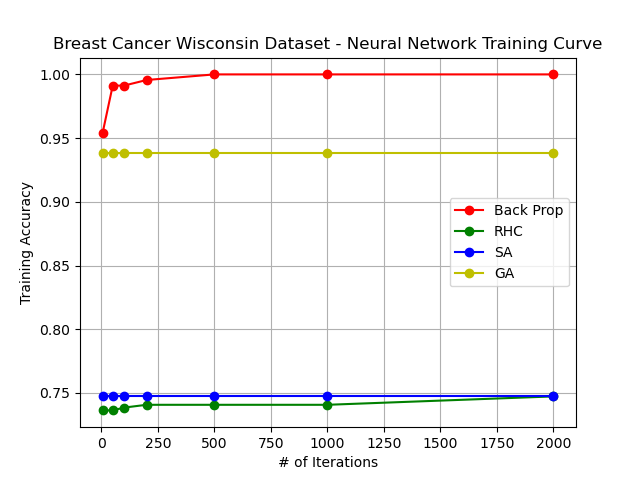 Breast Cancer Wisconsin Dataset - Neural Network Training Curve
1.00
0.95
0.90
0.85
0.80
0.75
Training Accuracy
Back Prop
RHC
SA
GA
0 250 500 750 1000 1250 1500 1750 2000
# of Iterations